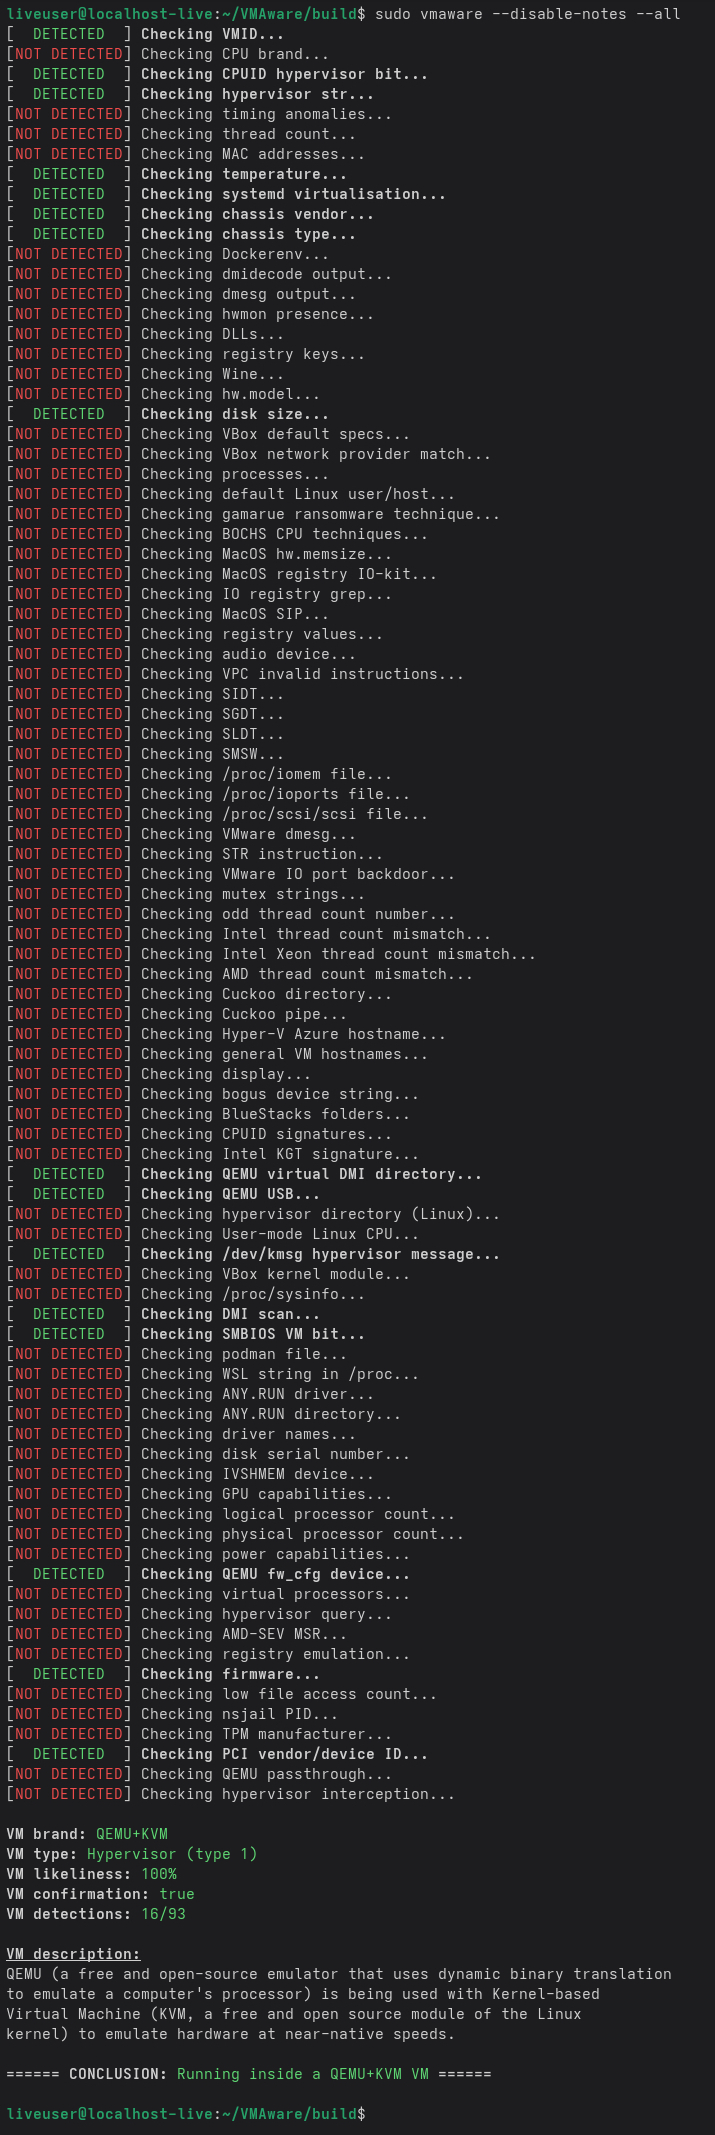 liveuser@localhost-live:~/VMAware/build$ sudo vmaware --disable-notes --all
[  DETECTED  ] Checking VMID...
[NOT DETECTED] Checking CPU brand...
[  DETECTED  ] Checking CPUID hypervisor bit...
[  DETECTED  ] Checking hypervisor str...
[NOT DETECTED] Checking timing anomalies...
[NOT DETECTED] Checking thread count...
[NOT DETECTED] Checking MAC addresses...
[  DETECTED  ] Checking temperature...
[  DETECTED  ] Checking systemd virtualisation...
[  DETECTED  ] Checking chassis vendor...
[  DETECTED  ] Checking chassis type...
[NOT DETECTED] Checking Dockerenv...
[NOT DETECTED] Checking dmidecode output...
[NOT DETECTED] Checking dmesg output...
[NOT DETECTED] Checking hwmon presence...
[NOT DETECTED] Checking DLLs...
[NOT DETECTED] Checking registry keys...
[NOT DETECTED] Checking Wine...
[NOT DETECTED] Checking hw.model...
[  DETECTED  ] Checking disk size...
[NOT DETECTED] Checking VBox default specs...
[NOT DETECTED] Checking VBox network provider match...
[NOT DETECTED] Checking processes...
[NOT DETECTED] Checking default Linux user/host...
[NOT DETECTED] Checking gamarue ransomware technique...
[NOT DETECTED] Checking BOCHS CPU techniques...
[NOT DETECTED] Checking MacOS hw.memsize...
[NOT DETECTED] Checking MacOS registry IO-kit...
[NOT DETECTED] Checking IO registry grep...
[NOT DETECTED] Checking MacOS SIP...
[NOT DETECTED] Checking registry values...
[NOT DETECTED] Checking audio device...
[NOT DETECTED] Checking VPC invalid instructions...
[NOT DETECTED] Checking SIDT...
[NOT DETECTED] Checking SGDT...
[NOT DETECTED] Checking SLDT...
[NOT DETECTED] Checking SMSW...
[NOT DETECTED] Checking /proc/iomem file...
[NOT DETECTED] Checking /proc/ioports file...
[NOT DETECTED] Checking /proc/scsi/scsi file...
[NOT DETECTED] Checking VMware dmesg...
[NOT DETECTED] Checking STR instruction...
[NOT DETECTED] Checking VMware IO port backdoor...
[NOT DETECTED] Checking mutex strings...
[NOT DETECTED] Checking odd thread count number...
[NOT DETECTED] Checking Intel thread count mismatch...
[NOT DETECTED] Checking Intel Xeon thread count mismatch...
[NOT DETECTED] Checking AMD thread count mismatch...
[NOT DETECTED] Checking Cuckoo directory...
[NOT DETECTED] Checking Cuckoo pipe...
[NOT DETECTED] Checking Hyper-V Azure hostname...
[NOT DETECTED] Checking general VM hostnames...
[NOT DETECTED] Checking display...
[NOT DETECTED] Checking bogus device string...
[NOT DETECTED] Checking BlueStacks folders...
[NOT DETECTED] Checking CPUID signatures...
[NOT DETECTED] Checking Intel KGT signature...
[  DETECTED  ] Checking QEMU virtual DMI directory...
[  DETECTED  ] Checking QEMU USB...
[NOT DETECTED] Checking hypervisor directory (Linux)...
[NOT DETECTED] Checking User-mode Linux CPU...
[  DETECTED  ] Checking /dev/kmsg hypervisor message...
[NOT DETECTED] Checking VBox kernel module...
[NOT DETECTED] Checking /proc/sysinfo...
[  DETECTED  ] Checking DMI scan...
[  DETECTED  ] Checking SMBIOS VM bit...
[NOT DETECTED] Checking podman file...
[NOT DETECTED] Checking WSL string in /proc...
[NOT DETECTED] Checking ANY.RUN driver...
[NOT DETECTED] Checking ANY.RUN directory...
[NOT DETECTED] Checking driver names...
[NOT DETECTED] Checking disk serial number...
[NOT DETECTED] Checking IVSHMEM device...
[NOT DETECTED] Checking GPU capabilities...
[NOT DETECTED] Checking logical processor count...
[NOT DETECTED] Checking physical processor count...
[NOT DETECTED] Checking power capabilities...
[  DETECTED  ] Checking QEMU fw_cfg device...
[NOT DETECTED] Checking virtual processors...
[NOT DETECTED] Checking hypervisor query...
[NOT DETECTED] Checking AMD-SEV MSR...
[NOT DETECTED] Checking registry emulation...
[  DETECTED  ] Checking firmware...
[NOT DETECTED] Checking low file access count...
[NOT DETECTED] Checking nsjail PID...
[NOT DETECTED] Checking TPM manufacturer...
[  DETECTED  ] Checking PCI vendor/device ID...
[NOT DETECTED] Checking QEMU passthrough...
[NOT DETECTED] Checking hypervisor interception...

VM brand: QEMU+KVM
VM type: Hypervisor (type 1)
VM likeliness: 100%
VM confirmation: true
VM detections: 16/93

VM description:
QEMU (a free and open-source emulator that uses dynamic binary translation
to emulate a computer's processor) is being used with Kernel-based
Virtual Machine (KVM, a free and open source module of the Linux
kernel) to emulate hardware at near-native speeds.

====== CONCLUSION: Running inside a QEMU+KVM VM ======

liveuser@localhost-live:~/VMAware/build$